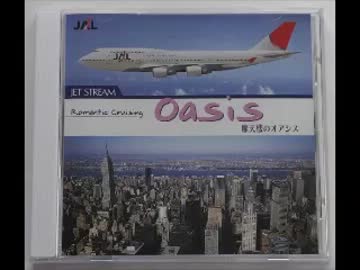 JAL
JAL
JET STREAM
Romantic Cruising
Oasis
摩天楼のオアシス